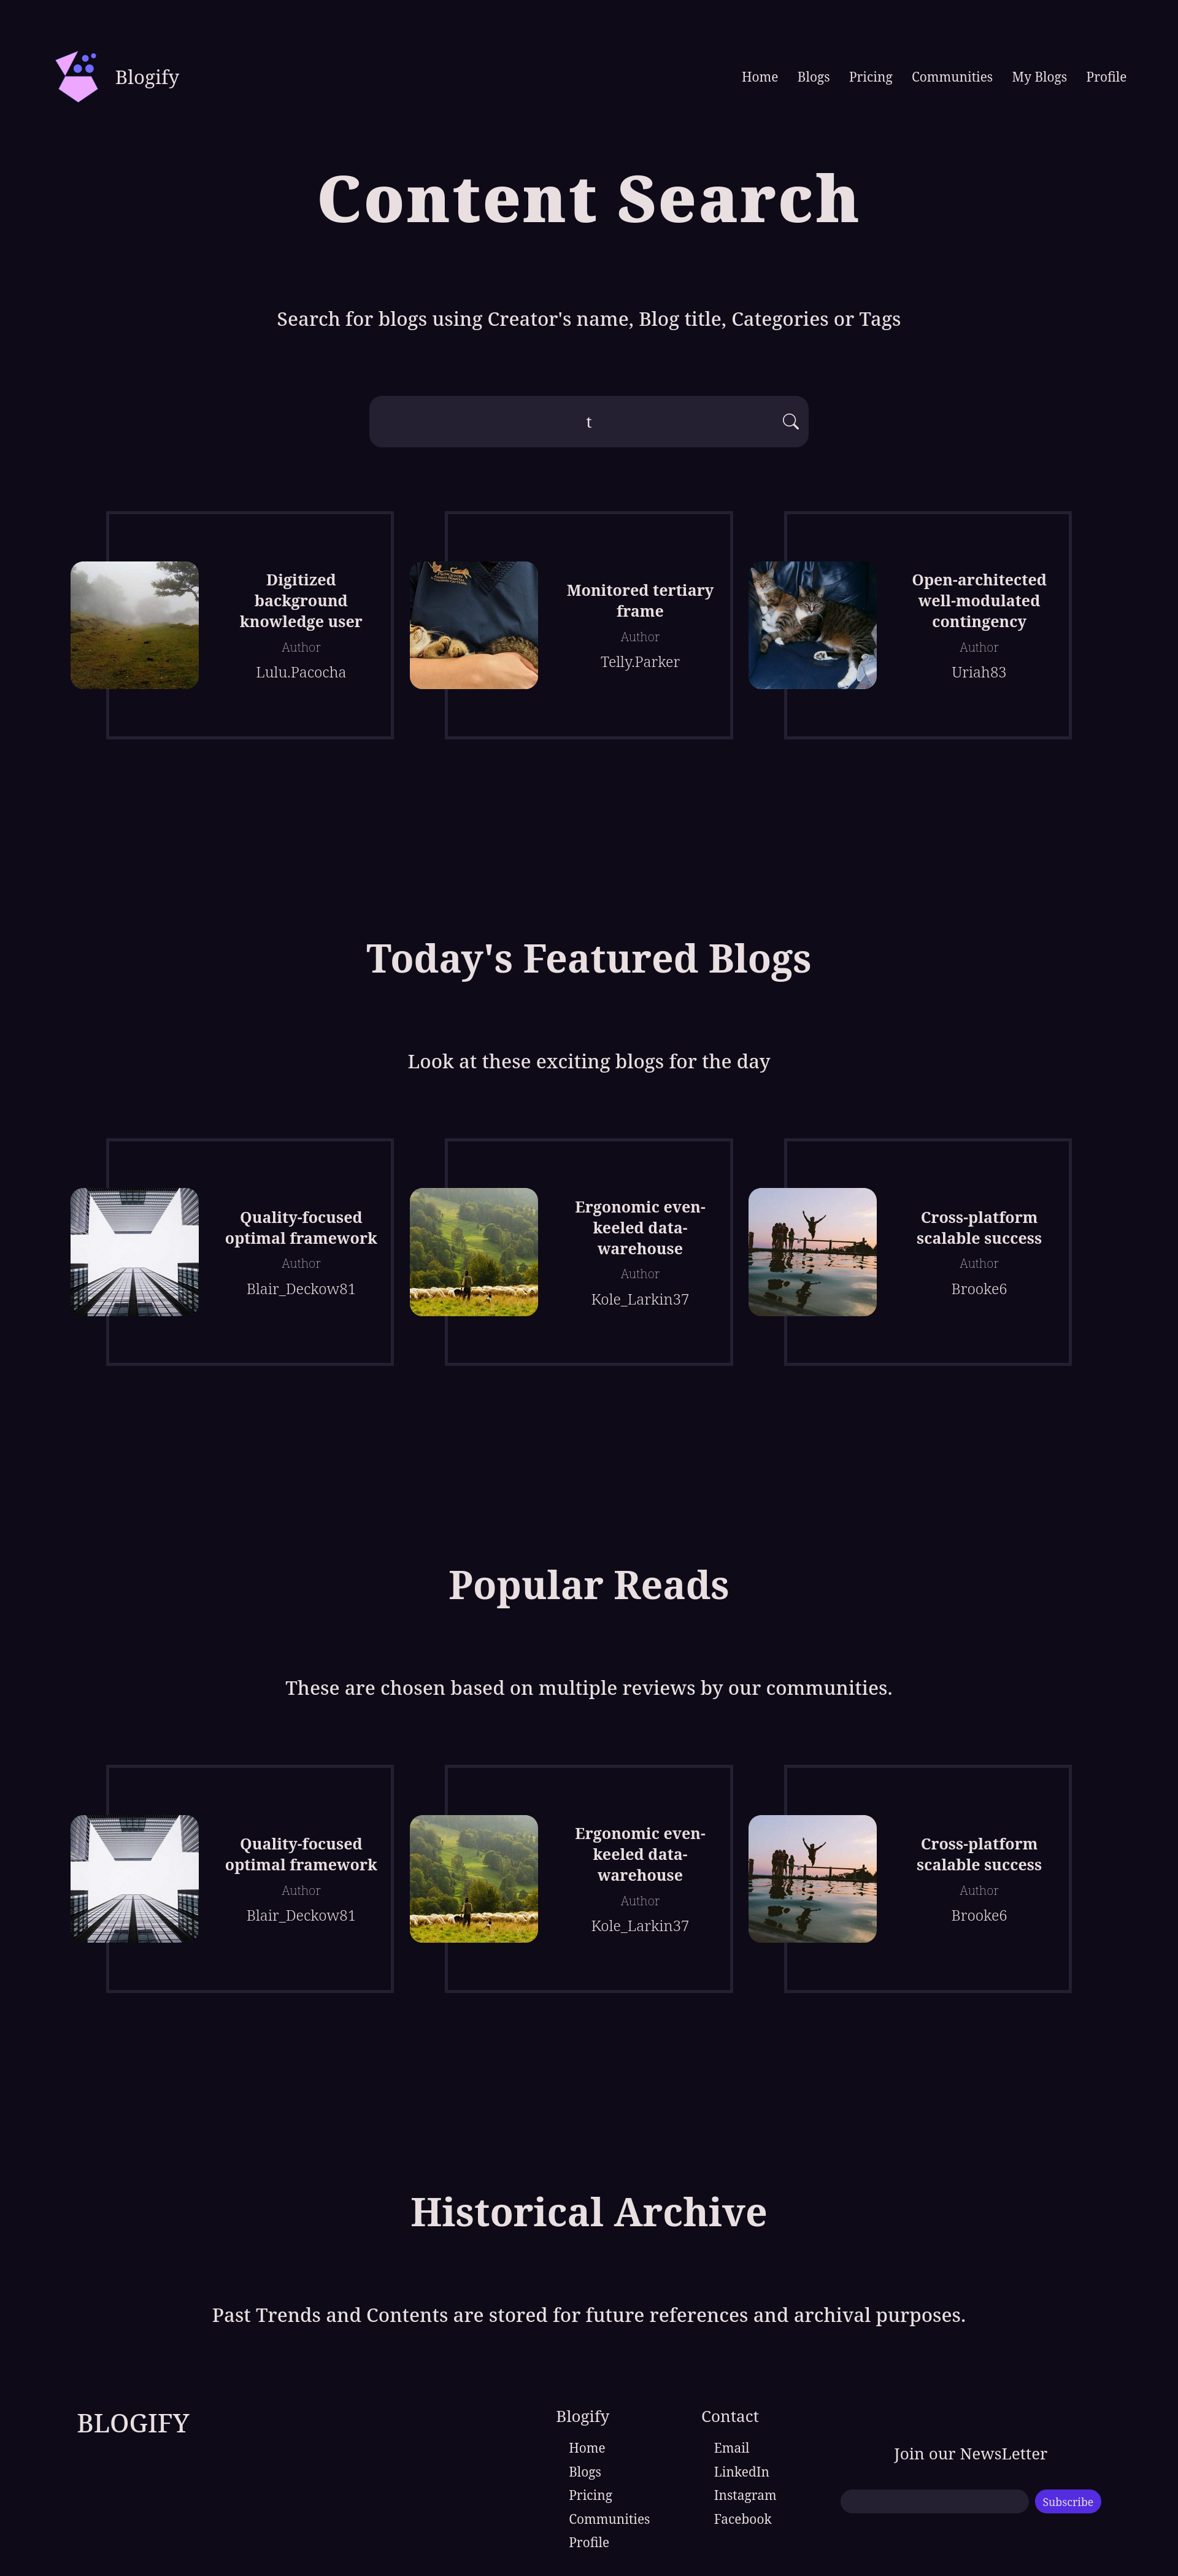 Blogify
Home Blogs Pricing Communities My Blogs Profile
Content Search
Search for blogs using Creator's name, Blog title, Categories or Tags
t
Digitized
background
knowledge user
Author
Lulu.Pacocha
Monitored tertiary
frame
Author
Telly.Parker
Open-architected
well-modulated
contingency
Author
Uriah83
Today's Featured Blogs
Look at these exciting blogs for the day
Quality-focused
optimal framework
Author
Blair_Deckow81
Ergonomic even-
keeled data-
warehouse
Author
Kole_Larkin37
Cross-platform
scalable success
Author
Brooke6
Popular Reads
These are chosen based on multiple reviews by our communities.
Quality-focused
optimal framework
Author
Blair_Deckow81
Ergonomic even-
keeled data-
warehouse
Author
Kole_Larkin37
Cross-platform
scalable success
Author
Brooke6
Historical Archive
Past Trends and Contents are stored for future references and archival purposes.
BLOGIFY
Blogify
Home
Blogs
Pricing
Communities
Profile
Contact
Email
LinkedIn
Instagram
Facebook
Join our NewsLetter
Subscribe